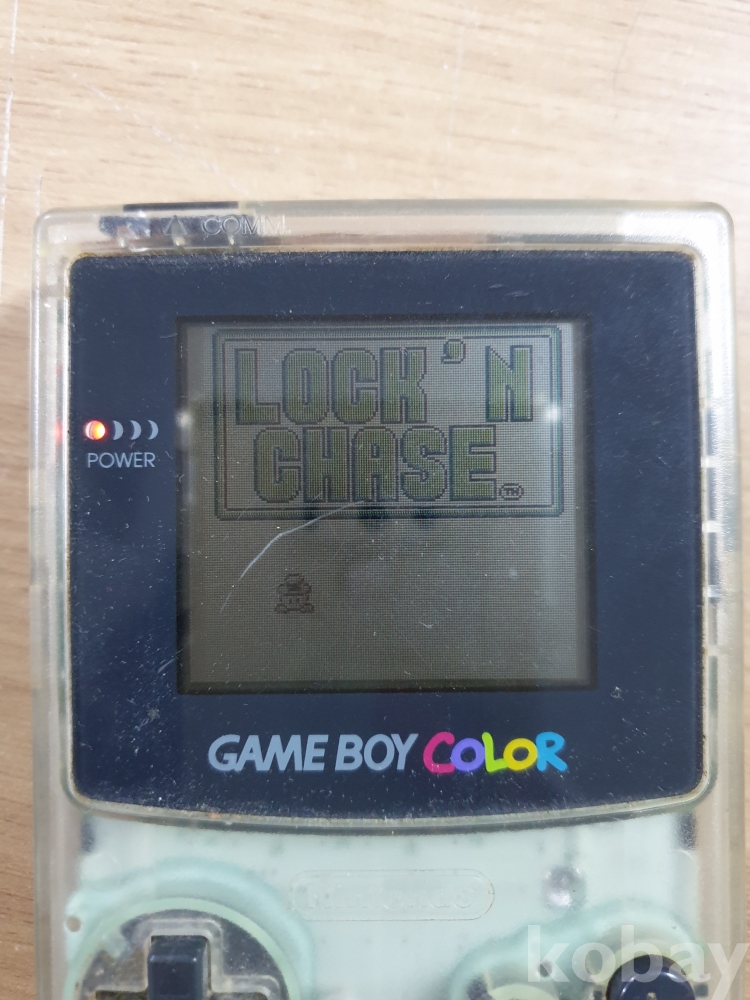 COMM.
LOCK'N
CHASE
TM
POWER
GAME BOY COLOR
Nintendo
kobay